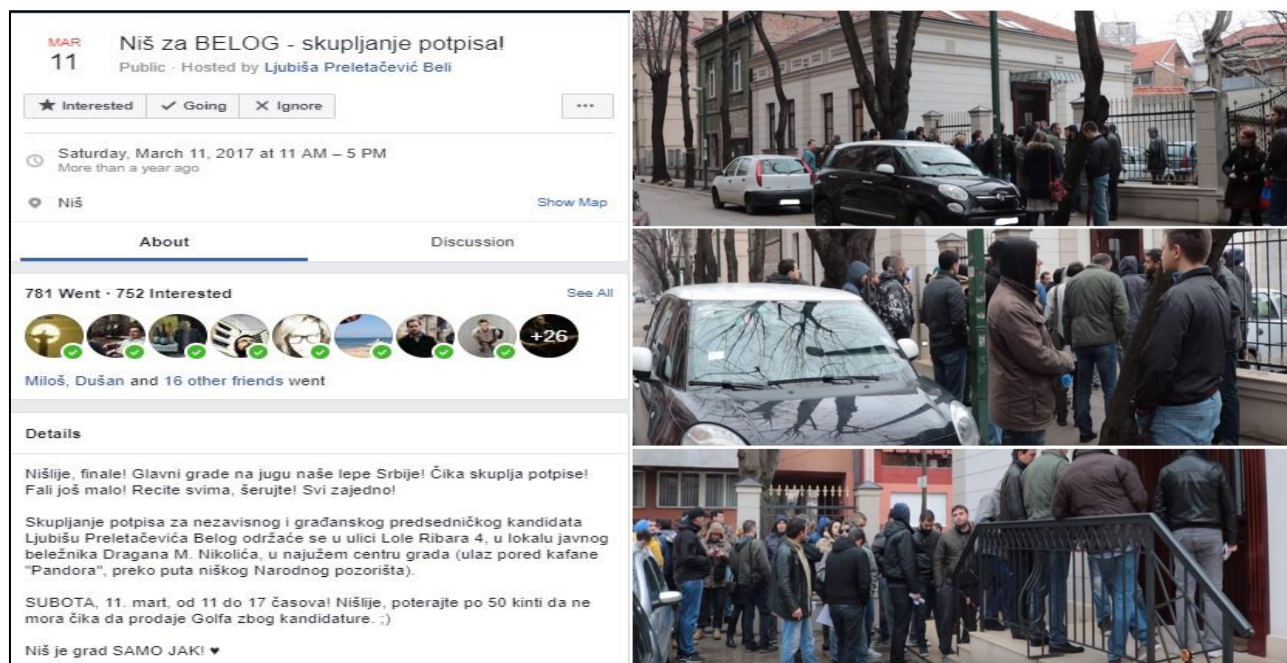 MAR
11
Niš za BELOG - skupljanje potpisa!
Public · Hosted by Ljubiša Preletačević Beli
★ Interested ✓ Going ✕ Ignore ···
Saturday, March 11, 2017 at 11 AM – 5 PM
More than a year ago
Niš Show Map
About Discussion
781 Went · 752 Interested See All
+26
Miloš, Dušan and 16 other friends went
Details
Nišlije, finale! Glavni grade na jugu naše lepe Srbije! Čika skuplja potpise!
Fali još malo! Recite svima, šerujte! Svi zajedno!
Skupljanje potpisa za nezavisnog i građanskog predsedničkog kandidata
Ljubišu Preletačevića Belog održaće se u ulici Lole Ribara 4, u lokalu javnog
beležnika Dragana M. Nikolića, u najužem centru grada (ulaz pored kafane
"Pandora", preko puta niškog Narodnog pozorišta).
SUBOTA, 11. mart, od 11 do 17 časova! Nišlije, poterajte po 50 kinti da ne
mora čika da prodaje Golfa zbog kandidature. ;)
Niš je grad SAMO JAK! ♥